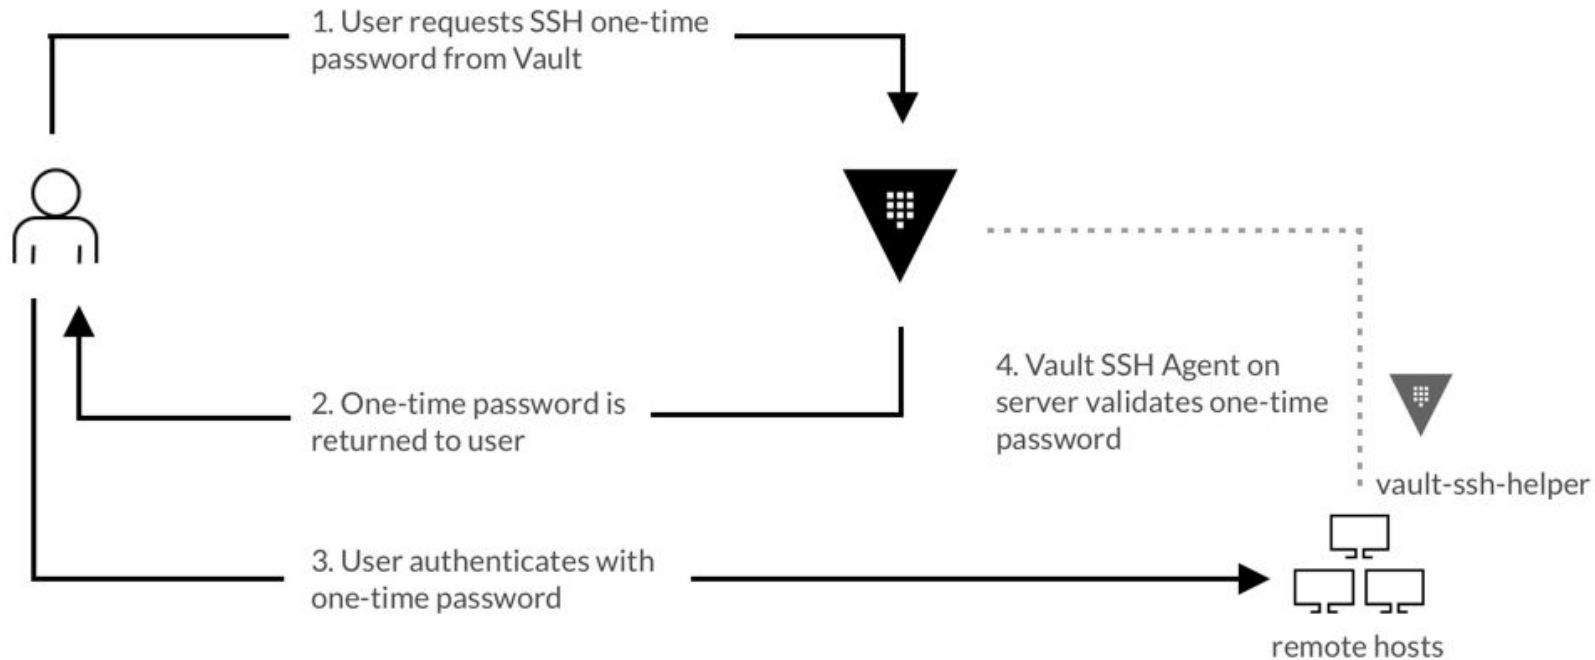 1. User requests SSH one-time
password from Vault
2. One-time password is
returned to user
4. Vault SSH Agent on
server validates one-time
password
vault-ssh-helper
3. User authenticates with
one-time password
remote hosts